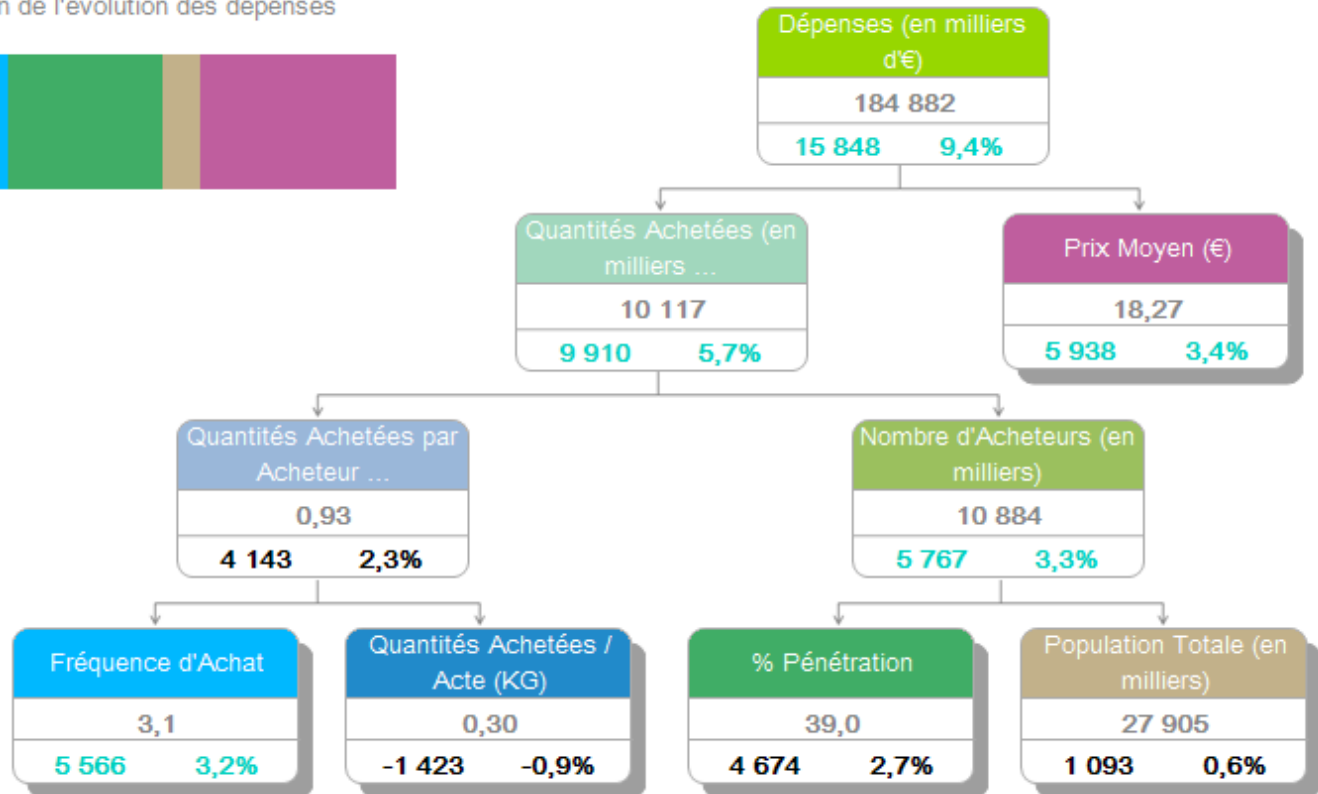 n de l'évolution des dépenses
Dépenses (en milliers
d'€)
184 882
15 848 9,4%
Quantités Achetées (en
milliers ...
10 117
9 910 5,7%
Prix Moyen (€)
18,27
5 938 3,4%
Quantités Achetées par
Acheteur ...
0,93
4 143 2,3%
Nombre d'Acheteurs (en
milliers)
10 884
5 767 3,3%
Fréquence d'Achat
3,1
5 566 3,2%
Quantités Achetées /
Acte (KG)
0,30
-1 423 -0,9%
% Pénétration
39,0
4 674 2,7%
Population Totale (en
milliers)
27 905
1 093 0,6%